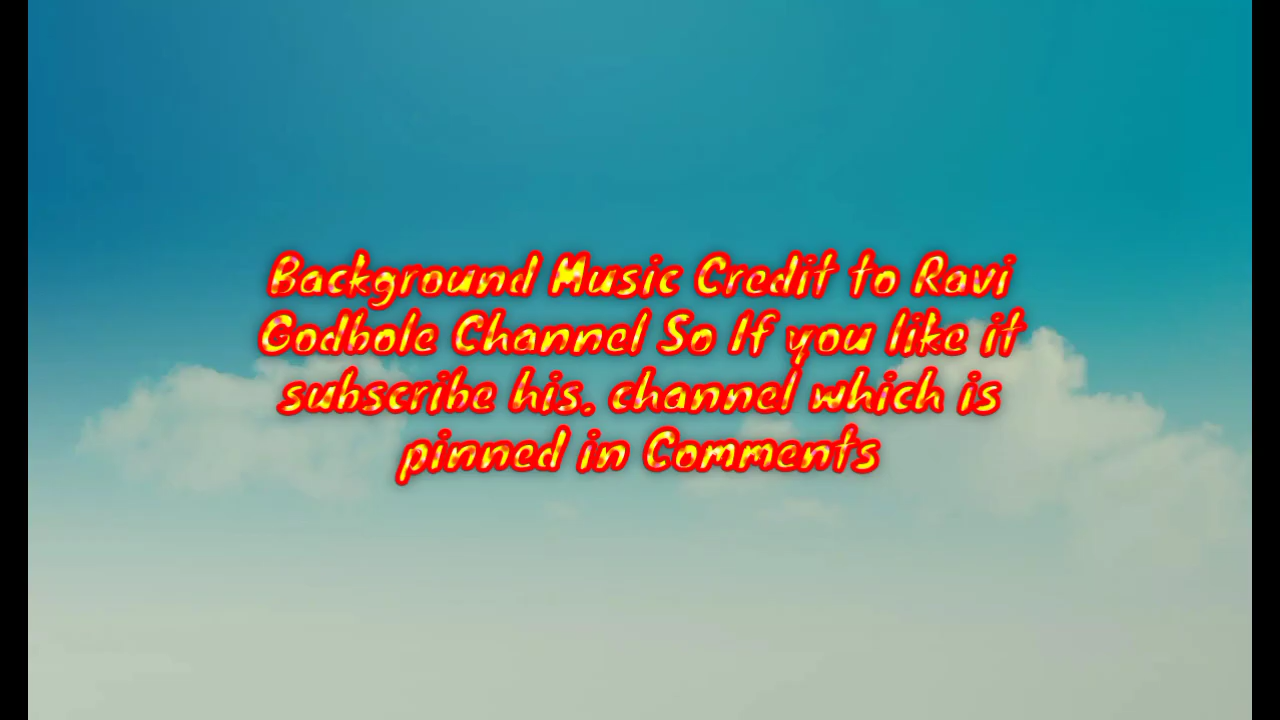 Background Music Credit to Ravi
Godbole Channel So If you like it
subscribe his. channel which is
pinned in Comments